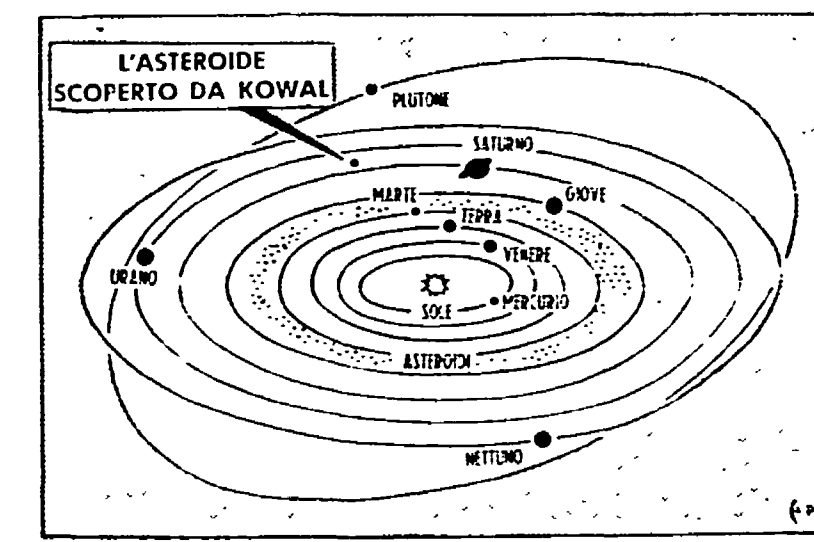 L'ASTEROIDE
SCOPERTO DA KOWAL
PLUTONE
SATURNO
MARTE
GIOVE
TERRA
VENERE
URANO
MERCURIO
SOLE
ASTEROIDI
NETTUNO